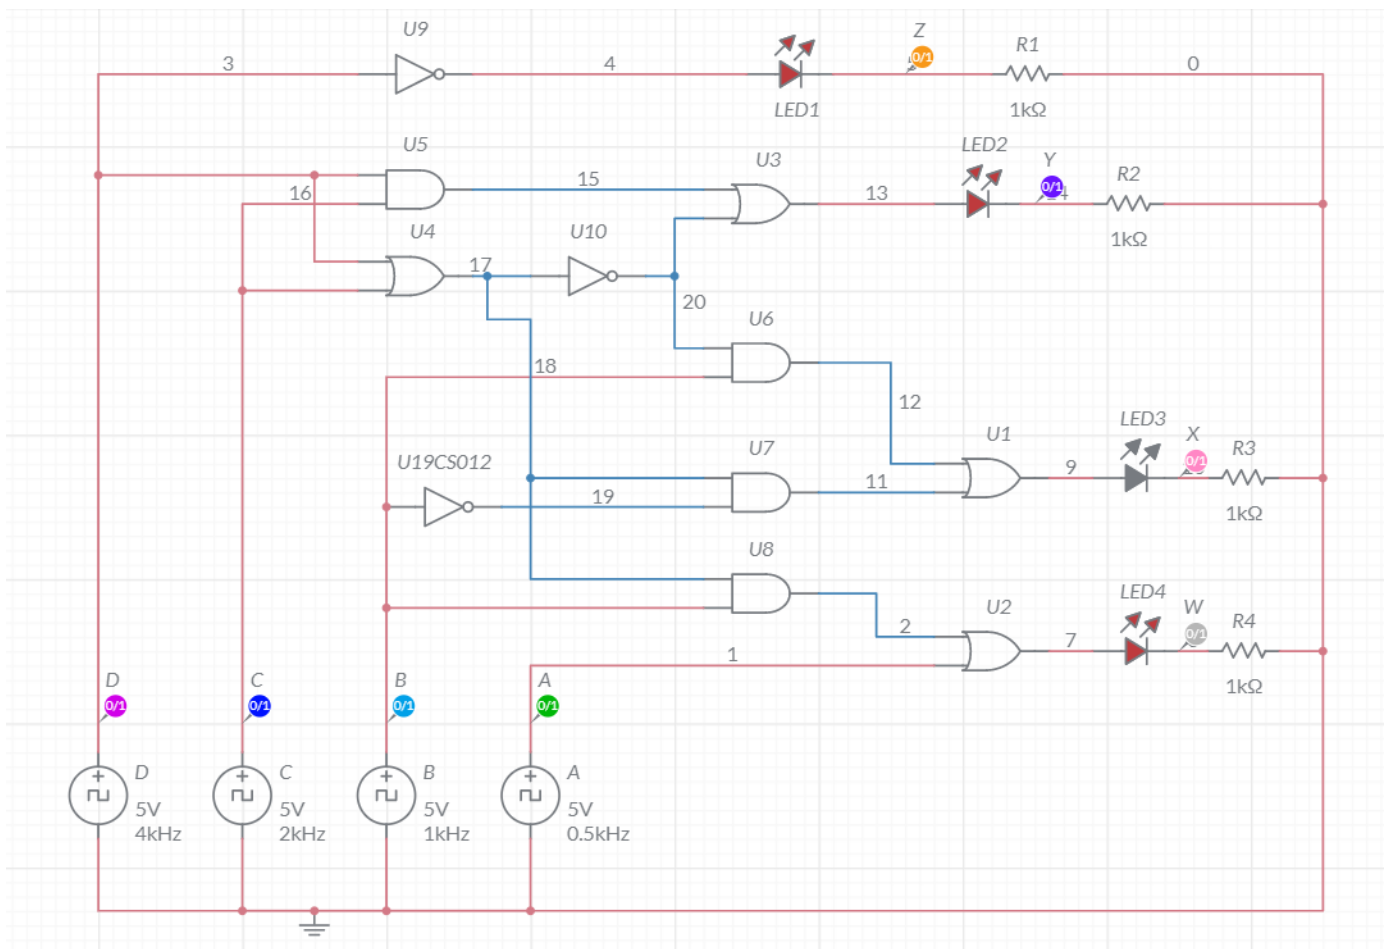 U9
Z
R1
3
4
0
0/1
LED1
1kΩ
U5
U3
LED2
Y
R2
16
15
13
0/1
U4
U10
1kΩ
17
20
U6
18
12
LED3
X
U1
R3
U19CS012
U7
9
0/1
19
11
1kΩ
U8
LED4
W
U2
R4
2
7
0/1
1
1kΩ
D
C
B
A
0/1
0/1
0/1
0/1
D
C
B
A
5V
5V
5V
5V
4kHz
2kHz
1kHz
0.5kHz